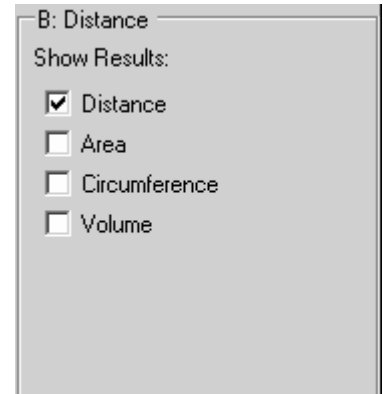 B: Distance
Show Results:
Distance
Area
Circumference
Volume